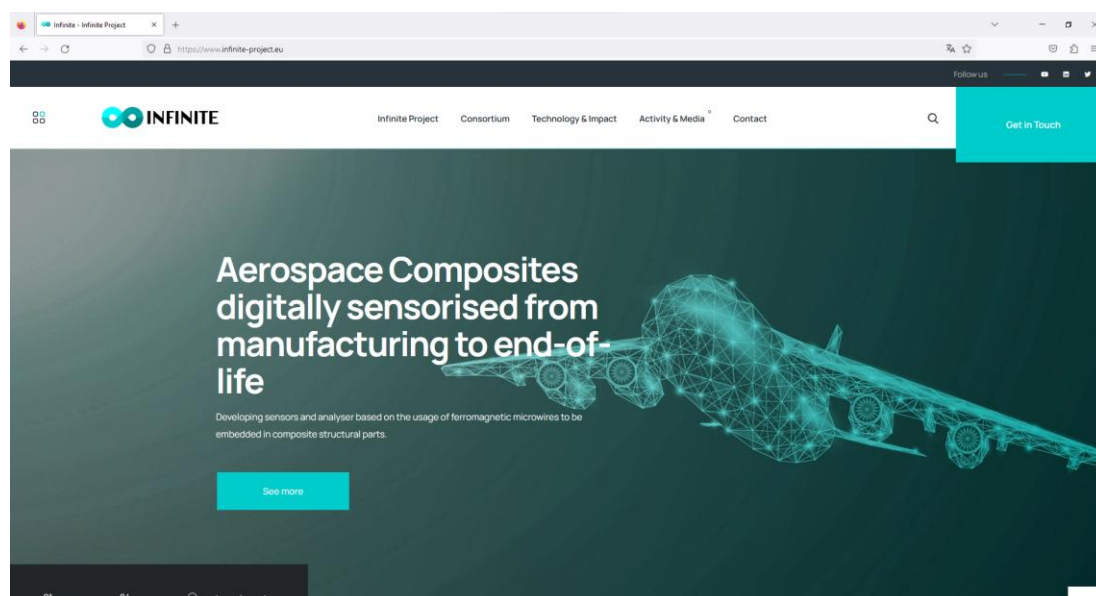 Infinite - Infinite Project
https://www.infinite-project.eu
Follow us
INFINITE
Infinite Project
Consortium
Technology & Impact
Activity & Media
Contact
Get in Touch
Aerospace Composites
digitally sensorised from
manufacturing to end-of-
life
Developing sensors and analyser based on the usage of ferromagnetic microwires to be
embedded in composite structural parts.
See more